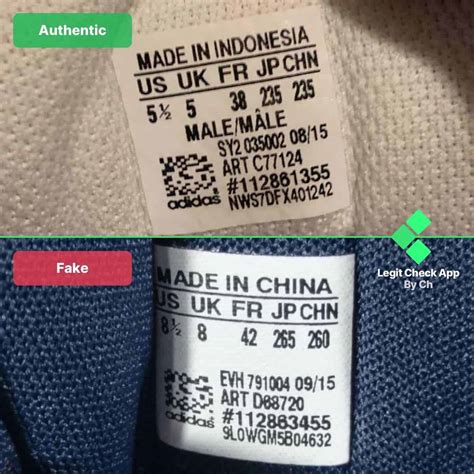 Authentic
MADE IN INDONESIA
US UK FR JP CHN
5½ 5 38 235 235
MALE/MÂLE
SY2 035002 08/15
ART C77124
#112861355
NWS7DFX401242
adidas
Legit Check App
By Ch
Fake
MADE IN CHINA
US UK FR JP CHN
8½ 8 42 265 260
EVH 791004 09/15
ART D68720
#112863455
9LOWGM5B04632
adidas